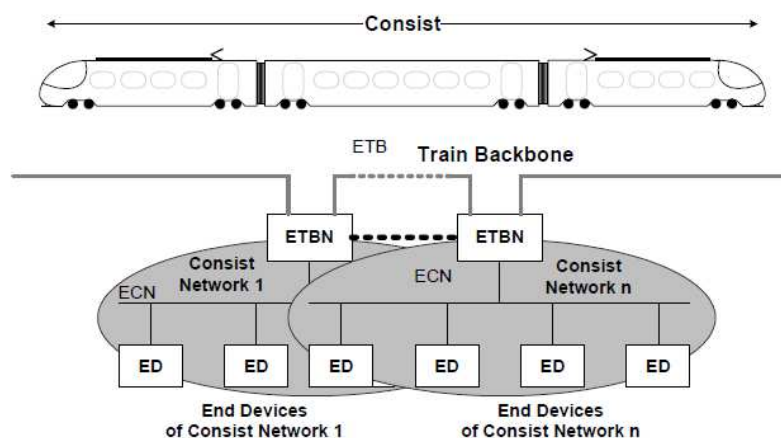 Consist
ETB
Train Backbone
ETBN
ETBN
Consist
Network 1
Consist
Network n
ECN
ECN
ED
ED
ED
ED
ED
ED
End Devices
of Consist Network 1
End Devices
of Consist Network n